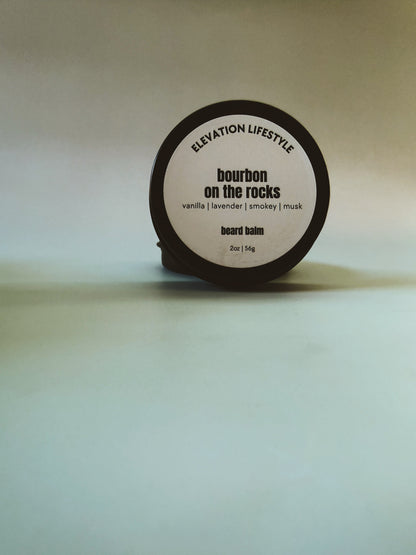 ELEVATION LIFESTYLE
bourbon
on the rocks
vanilla | lavender | smokey | musk
beard balm
2oz | 56g